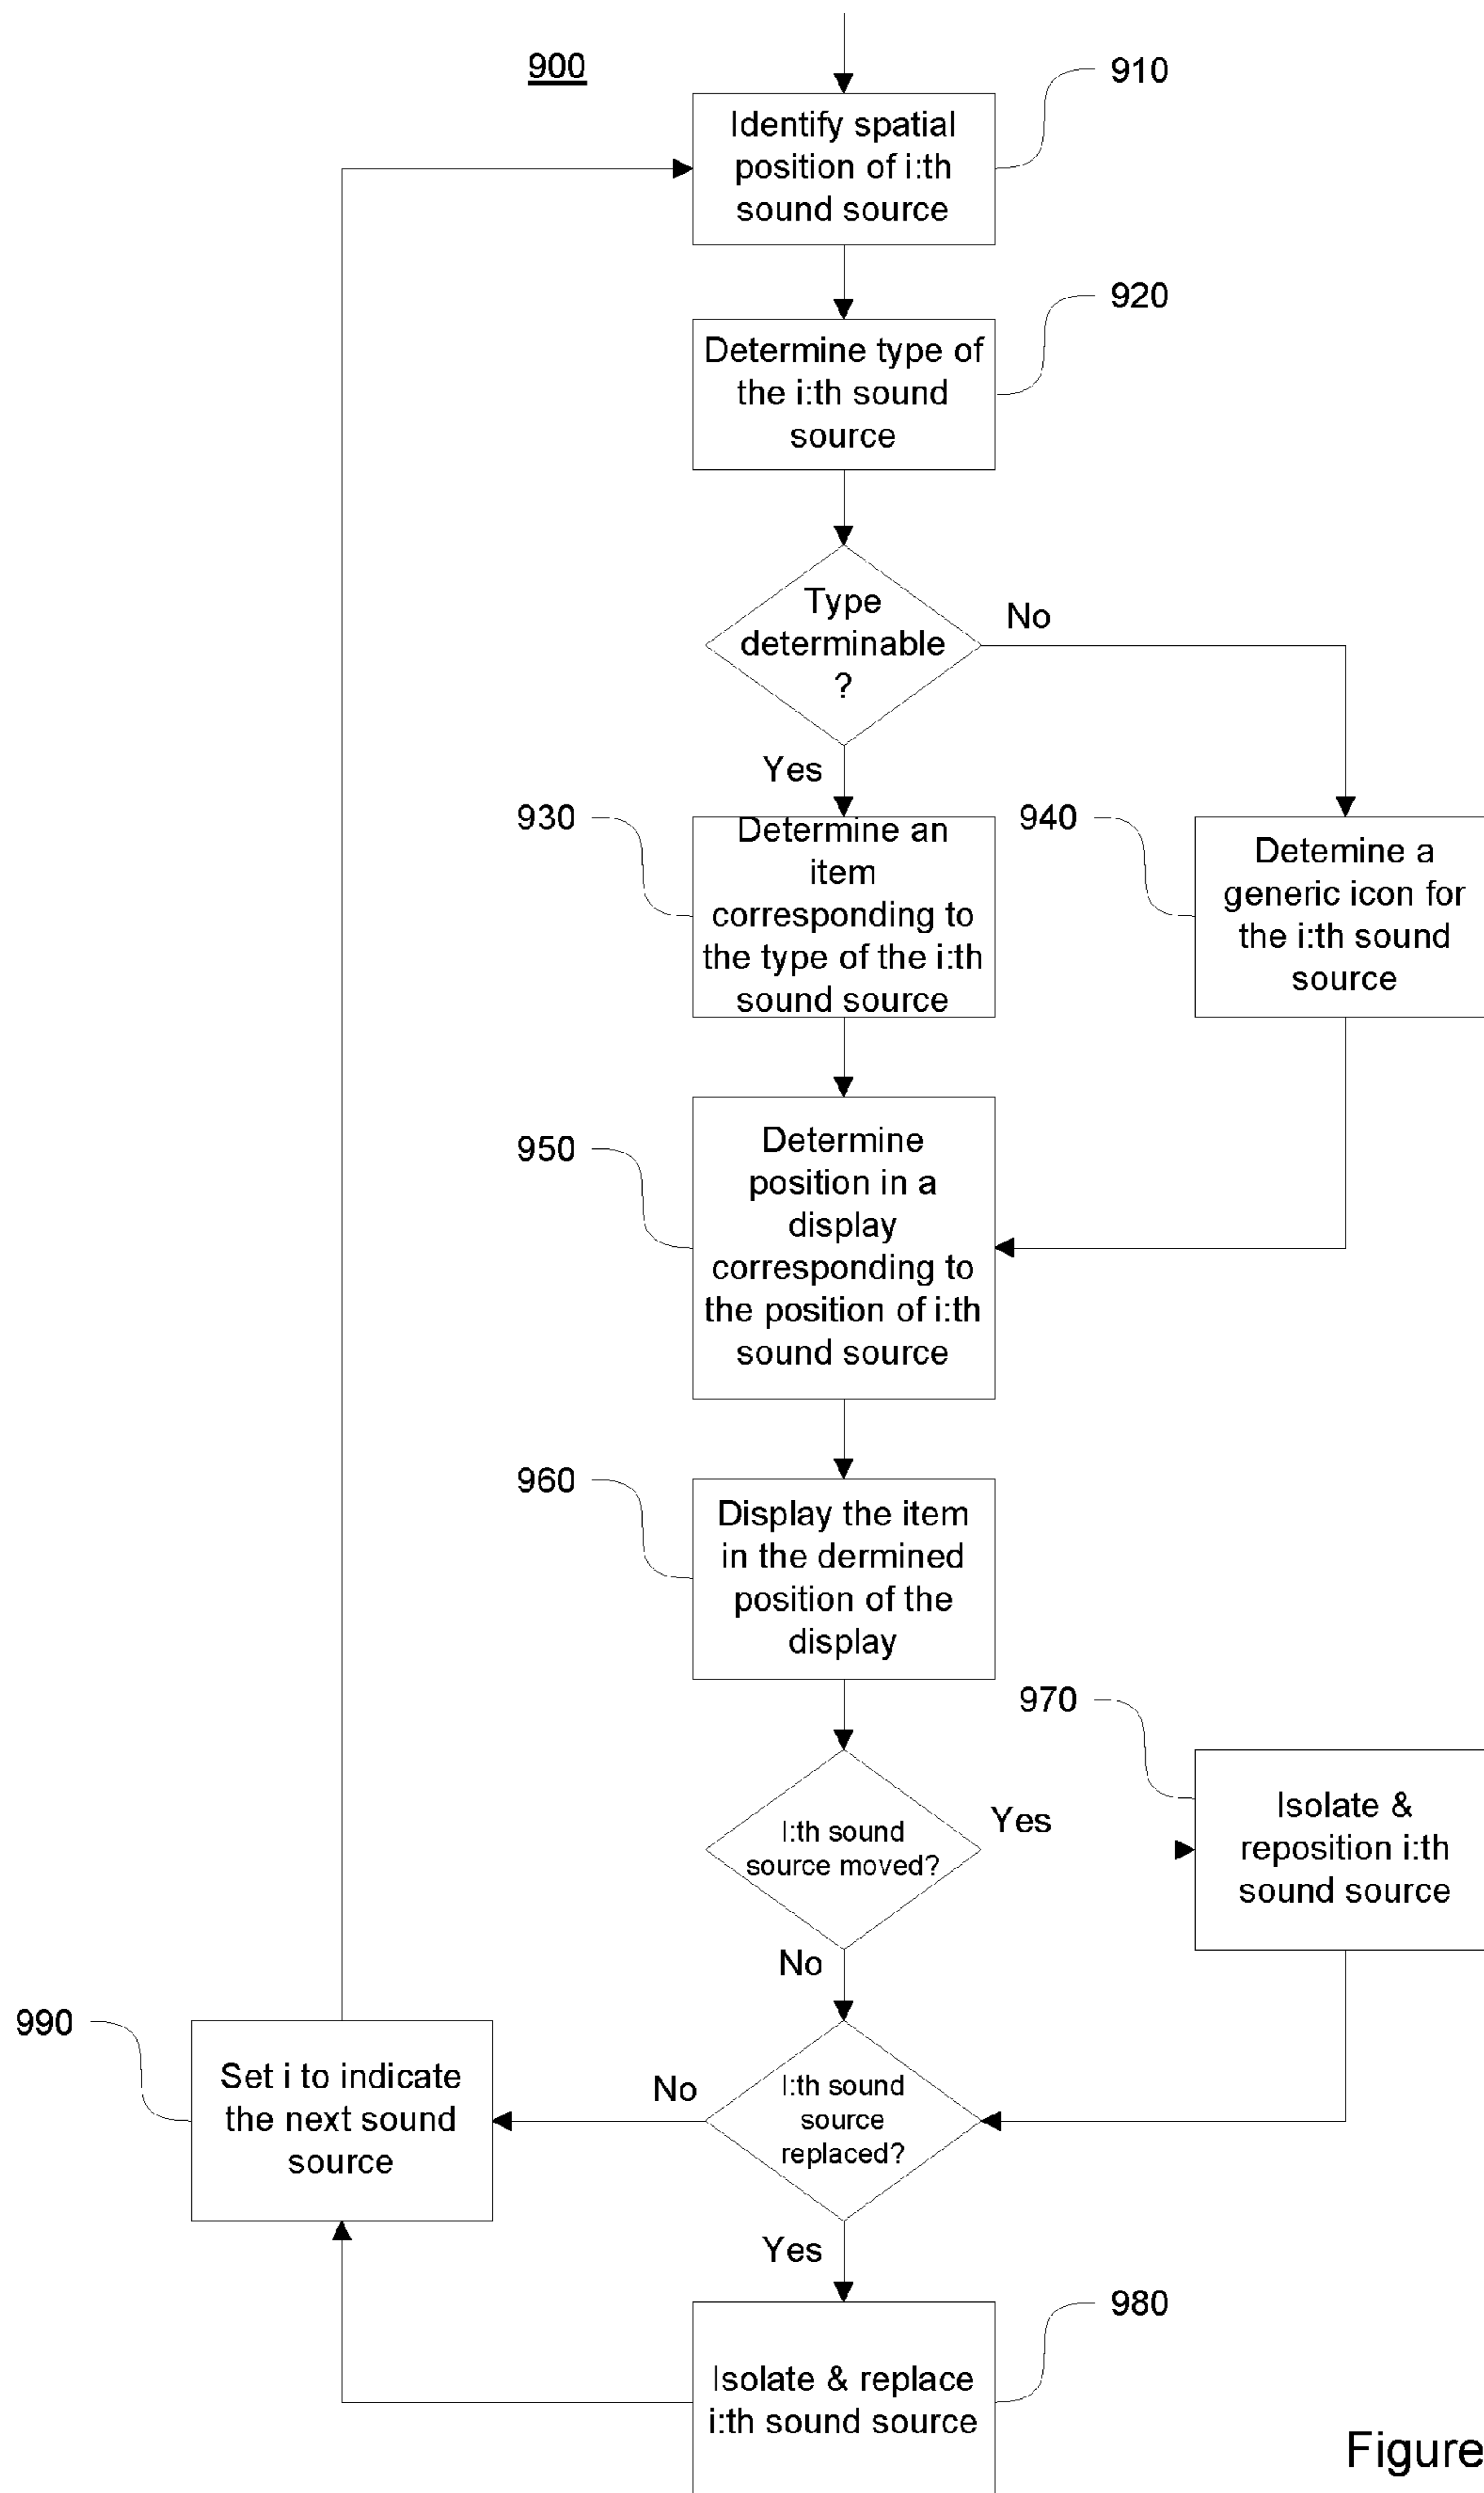 900
910
Identify spatial
position of i:th
sound source
920
Determine type of
the i:th sound
source
Type
determinable
?
No
Yes
930
Determine an
item
corresponding to
the type of the i:th
sound source
940
Detemine a
generic icon for
the i:th sound
source
950
Determine
position in a
display
corresponding to
the position of i:th
sound source
960
Display the item
in the dermined
position of the
display
970
I:th sound
source moved?
Yes
Isolate &
reposition i:th
sound source
No
990
Set i to indicate
the next sound
source
No
I:th sound
source
replaced?
Yes
980
Isolate & replace
i:th sound source
Figure